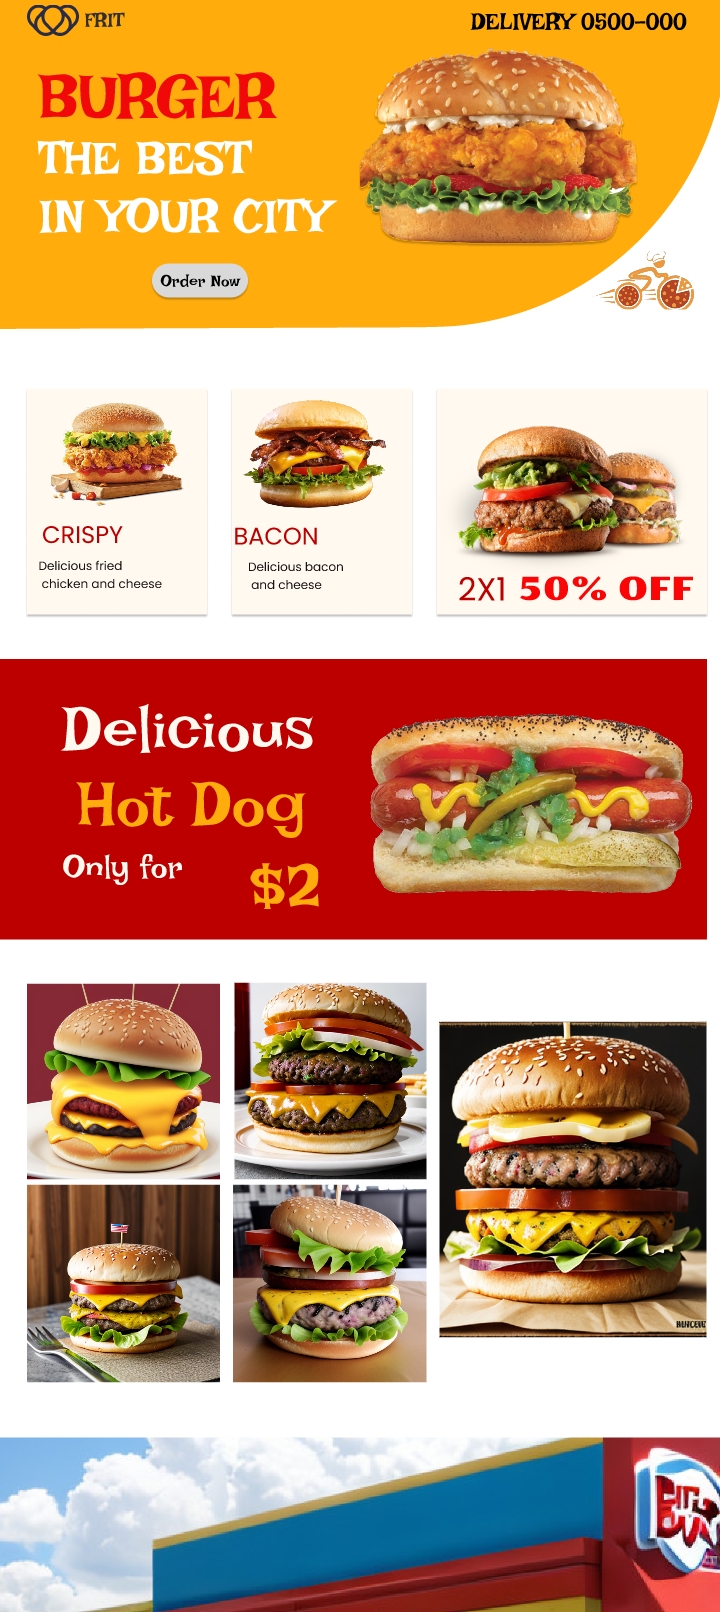 FRIT
DELIVERY 0500-000
BURGER
THE BEST
IN YOUR CITY
Order Now
CRISPY
Delicious fried
chicken and cheese
BACON
Delicious bacon
and cheese
2X1 50% OFF
Delicious
Hot Dog
Only for
$2